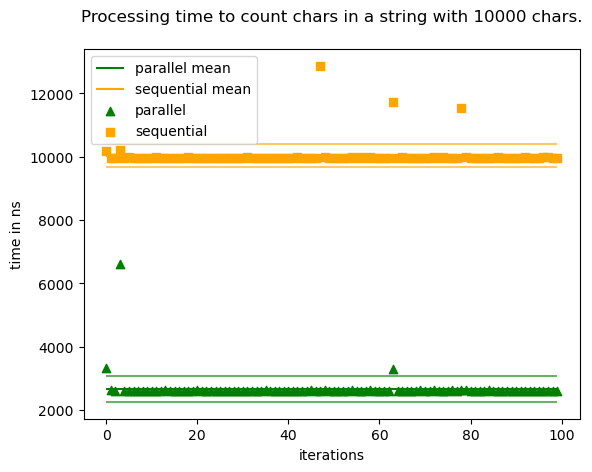 Processing time to count chars in a string with 10000 chars.
parallel mean
sequential mean
parallel
sequential
12000
10000
8000
6000
4000
2000
time in ns
0 20 40 60 80 100
iterations